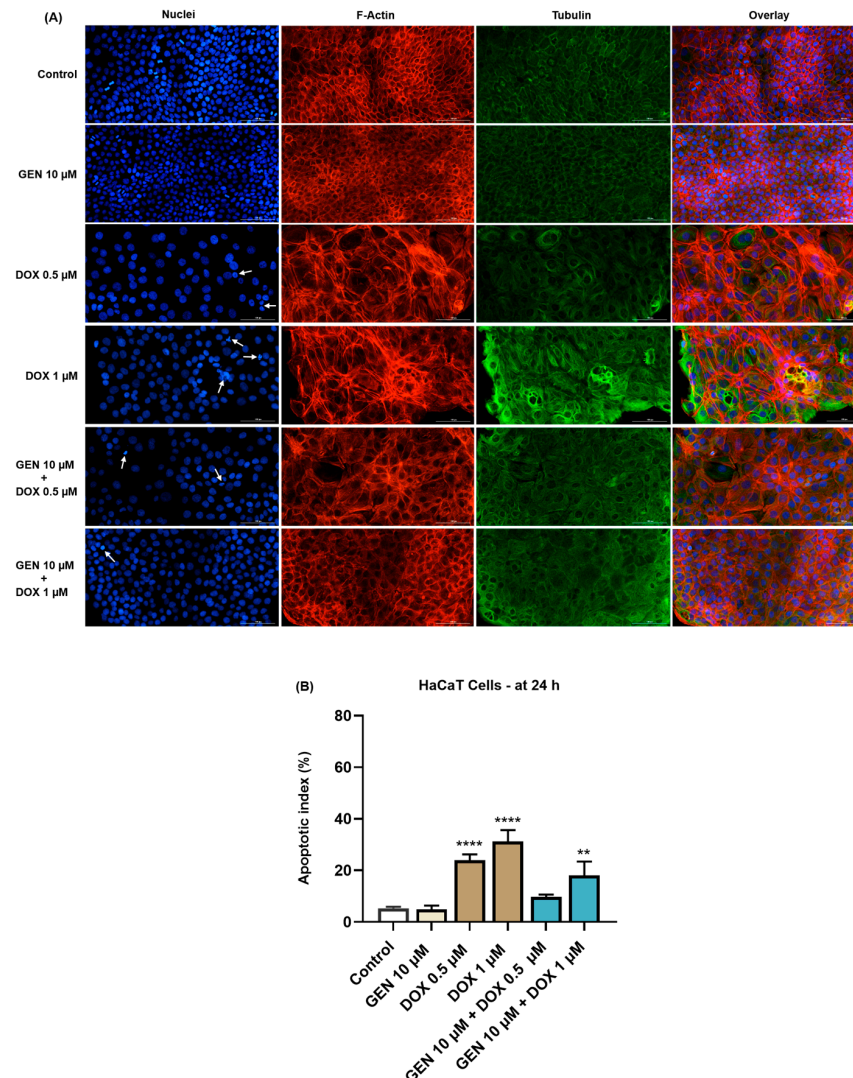 (A)
Nuclei
F-Actin
Tubulin
Overlay
Control
GEN 10 µM
DOX 0.5 µM
DOX 1 µM
GEN 10 µM
+
DOX 0.5 µM
GEN 10 µM
+
DOX 1 µM
(B)
HaCaT Cells - at 24 h
Apoptotic index (%)
80
60
40
20
0
****
****
**
Control
GEN 10 µM
DOX 0.5 µM
DOX 1 µM
GEN 10 µM + DOX 0.5 µM
GEN 10 µM + DOX 1 µM